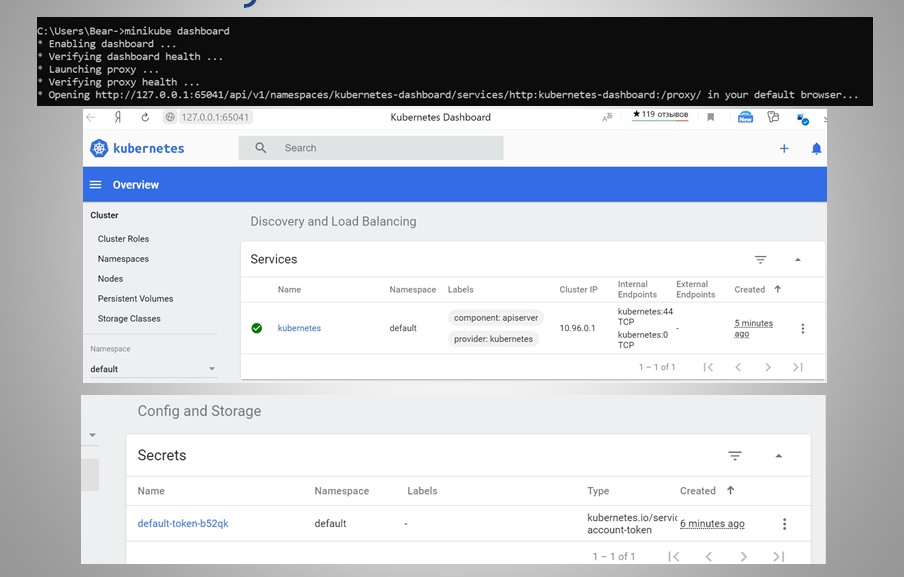 C:\Users\Bear->minikube dashboard
* Enabling dashboard ...
* Verifying dashboard health ...
* Launching proxy ...
* Verifying proxy health ...
* Opening http://127.0.0.1:65041/api/v1/namespaces/kubernetes-dashboard/services/http:kubernetes-dashboard:/proxy/ in your default browser...
Я 127.0.0.1:65041 Kubernetes Dashboard ★119 отзывов New
kubernetes Search
Overview
Cluster
Cluster Roles
Namespaces
Nodes
Persistent Volumes
Storage Classes
Namespace
default
Discovery and Load Balancing
Services
Name Namespace Labels Cluster IP Internal Endpoints External Endpoints Created
kubernetes default component: apiserver provider: kubernetes 10.96.0.1 kubernetes:44 TCP kubernetes:0 TCP - 5 minutes ago
1 – 1 of 1
Config and Storage
Secrets
Name Namespace Labels Type Created
default-token-b52qk default - kubernetes.io/servic account-token 6 minutes ago
1 – 1 of 1